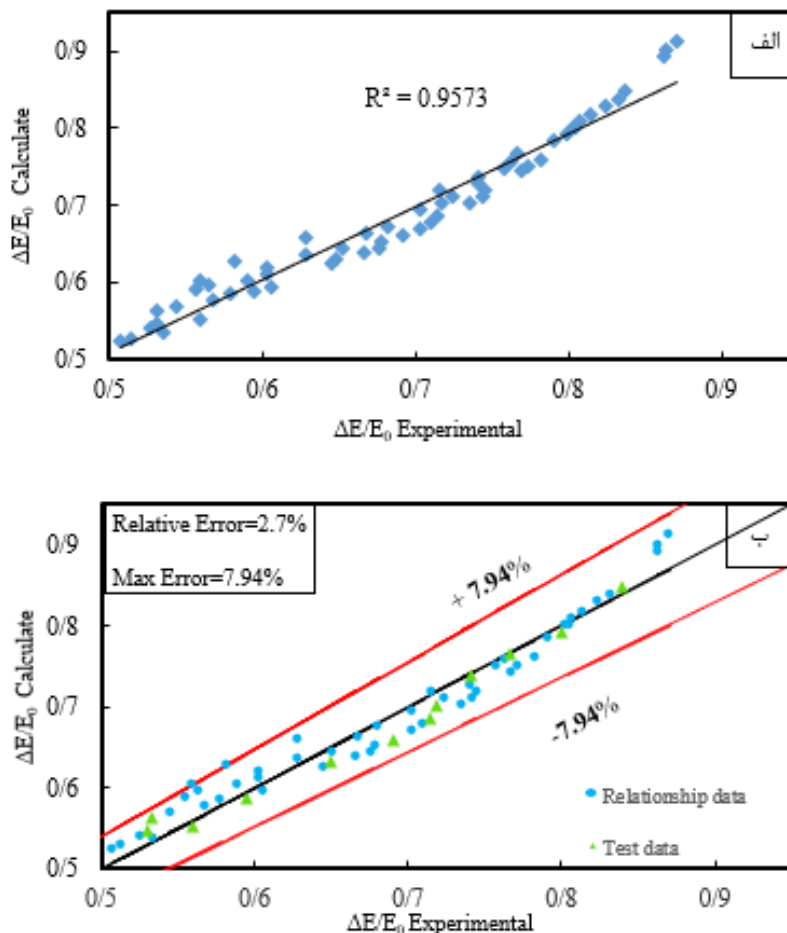 الف
0/9
0/8
0/7
0/6
0/5
ΔE/E₀ Calculate
R² = 0.9573
0/5 0/6 0/7 0/8 0/9
ΔE/E₀ Experimental
Relative Error=2.7%
Max Error=7.94%
ب
0/9
0/8
0/7
0/6
0/5
ΔE/E₀ Calculate
+ 7.94%
-7.94%
Relationship data
Test data
0/5 0/6 0/7 0/8 0/9
ΔE/E₀ Experimental